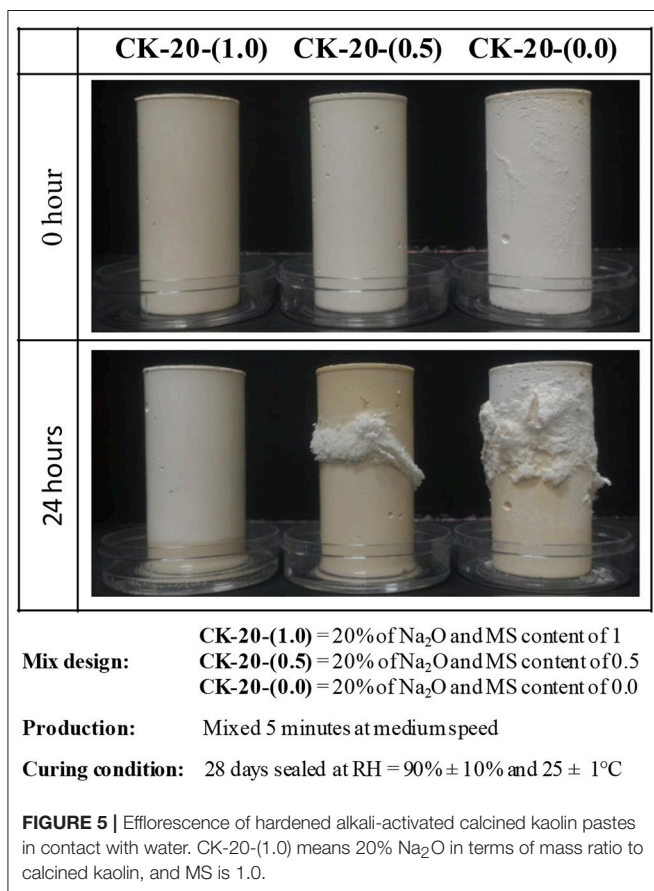 CK-20-(1.0) CK-20-(0.5) CK-20-(0.0)
0 hour
24 hours
Mix design:
CK-20-(1.0) = 20% of Na₂O and MS content of 1
CK-20-(0.5) = 20% of Na₂O and MS content of 0.5
CK-20-(0.0) = 20% of Na₂O and MS content of 0.0
Production: Mixed 5 minutes at medium speed
Curing condition: 28 days sealed at RH = 90% ± 10% and 25 ± 1°C
FIGURE 5 | Efflorescence of hardened alkali-activated calcined kaolin pastes
in contact with water. CK-20-(1.0) means 20% Na₂O in terms of mass ratio to
calcined kaolin, and MS is 1.0.